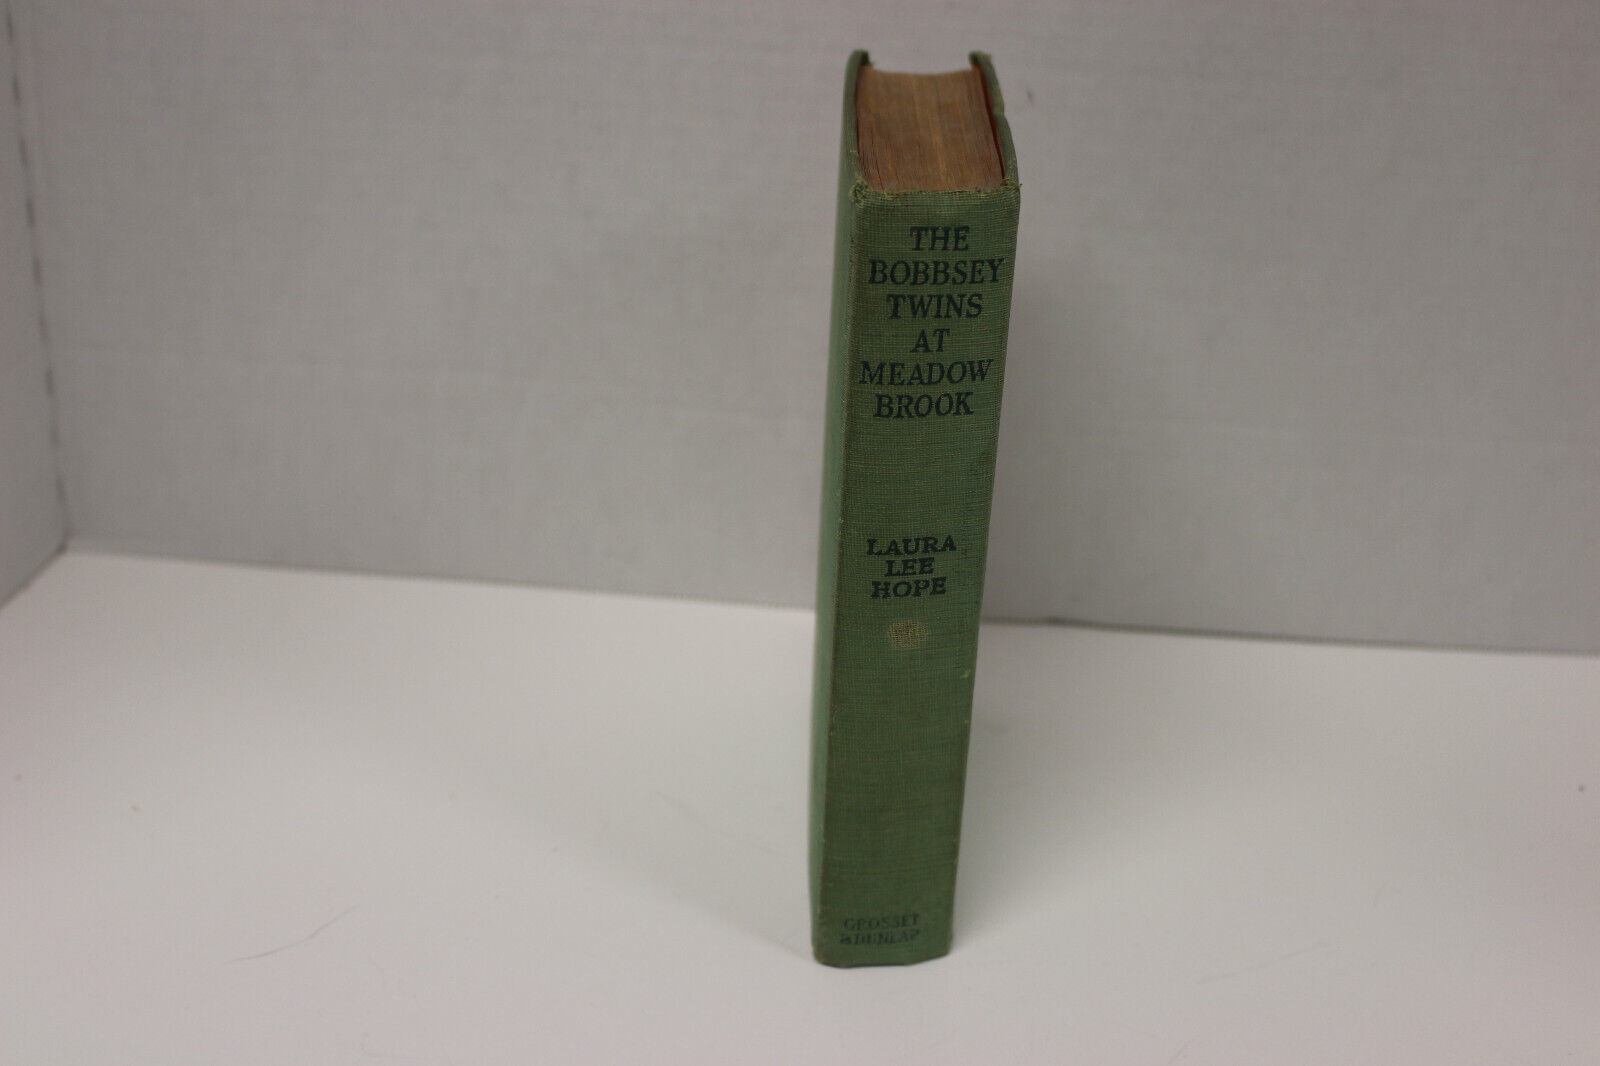 THE
BOBBSEY
TWINS
AT
MEADOW
BROOK
LAURA
LEE
HOPE
GROSSET
& DUNLAP